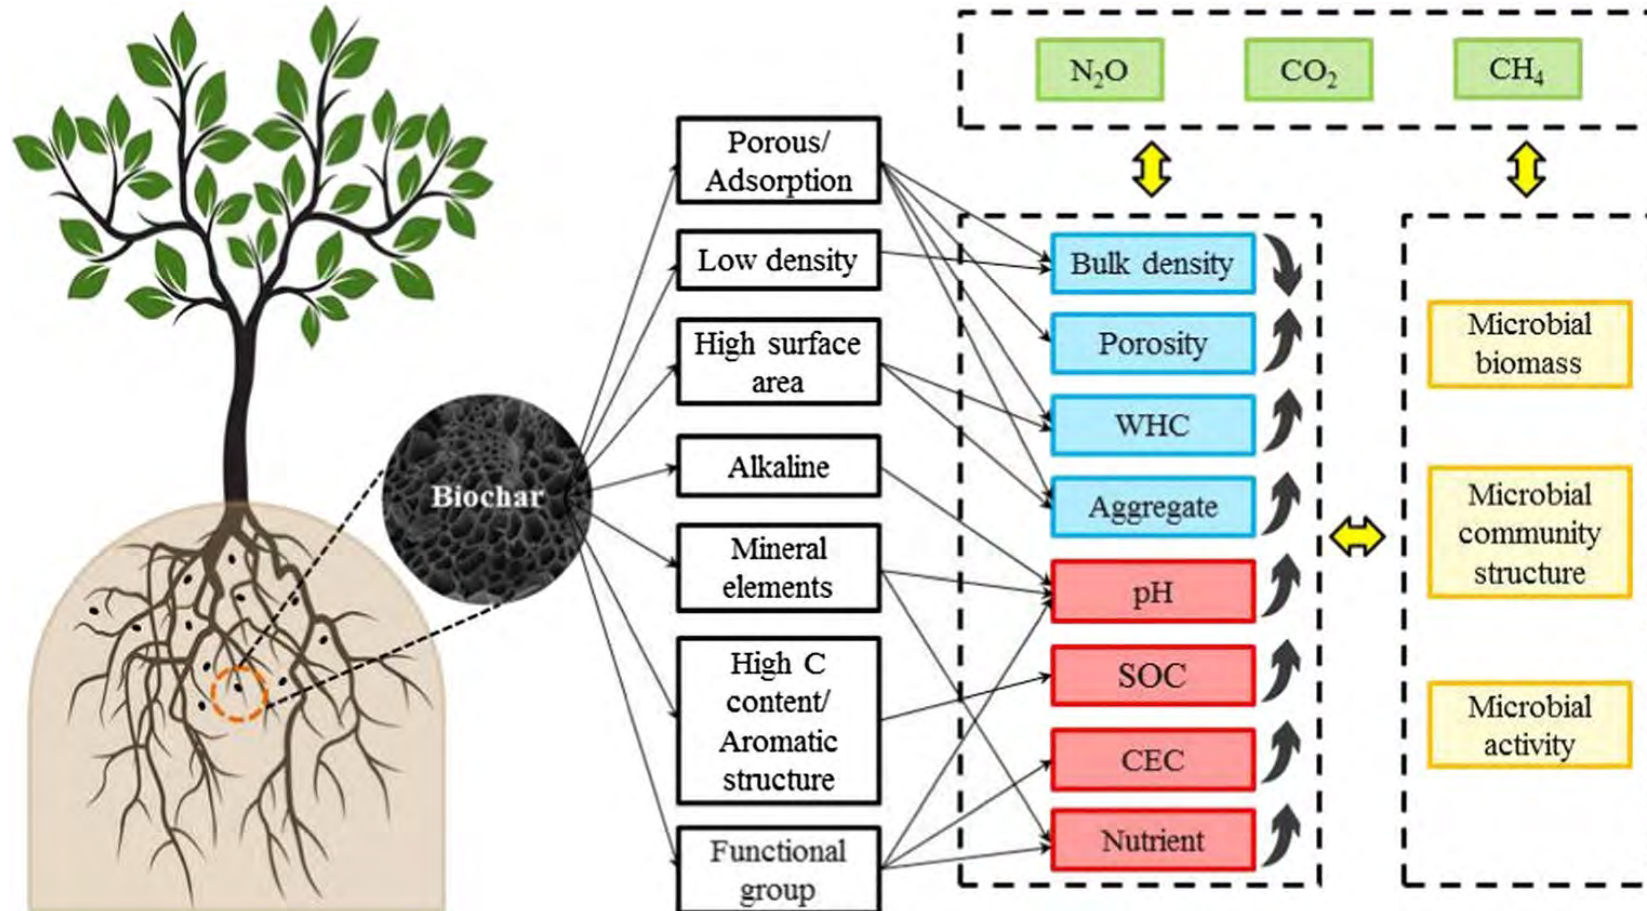 N₂O
CO₂
CH₄
Porous/
Adsorption
Low density
High surface
area
Alkaline
Mineral
elements
High C
content/
Aromatic
structure
Functional
group
Biochar
Bulk density
Porosity
WHC
Aggregate
pH
SOC
CEC
Nutrient
Microbial
biomass
Microbial
community
structure
Microbial
activity